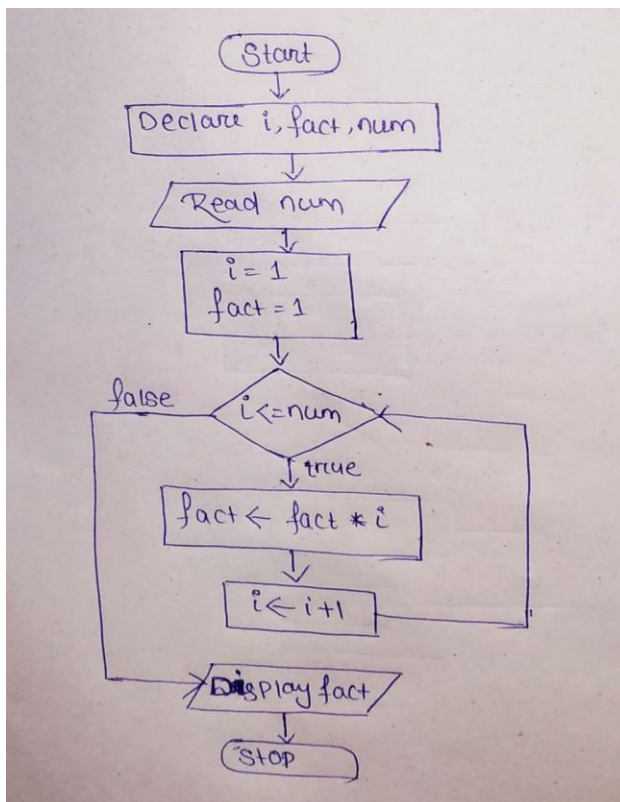 Start
Declare i, fact, num
Read num
i = 1
fact = 1
false
i<=num
true
fact ← fact * i
i ← i+1
Display fact
STOP